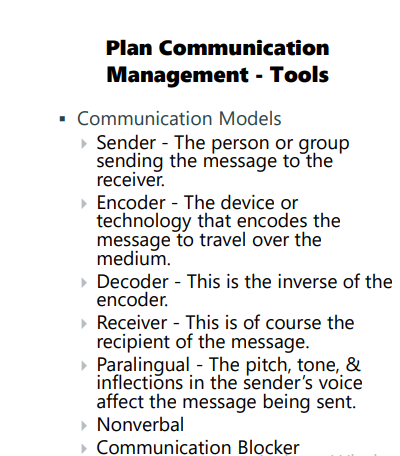 Plan Communication
Management - Tools
▪ Communication Models
Sender - The person or group
sending the message to the
receiver.
Encoder - The device or
technology that encodes the
message to travel over the
medium.
Decoder - This is the inverse of the
encoder.
Receiver - This is of course the
recipient of the message.
Paralingual - The pitch, tone, &
inflections in the sender's voice
affect the message being sent.
Nonverbal
Communication Blocker